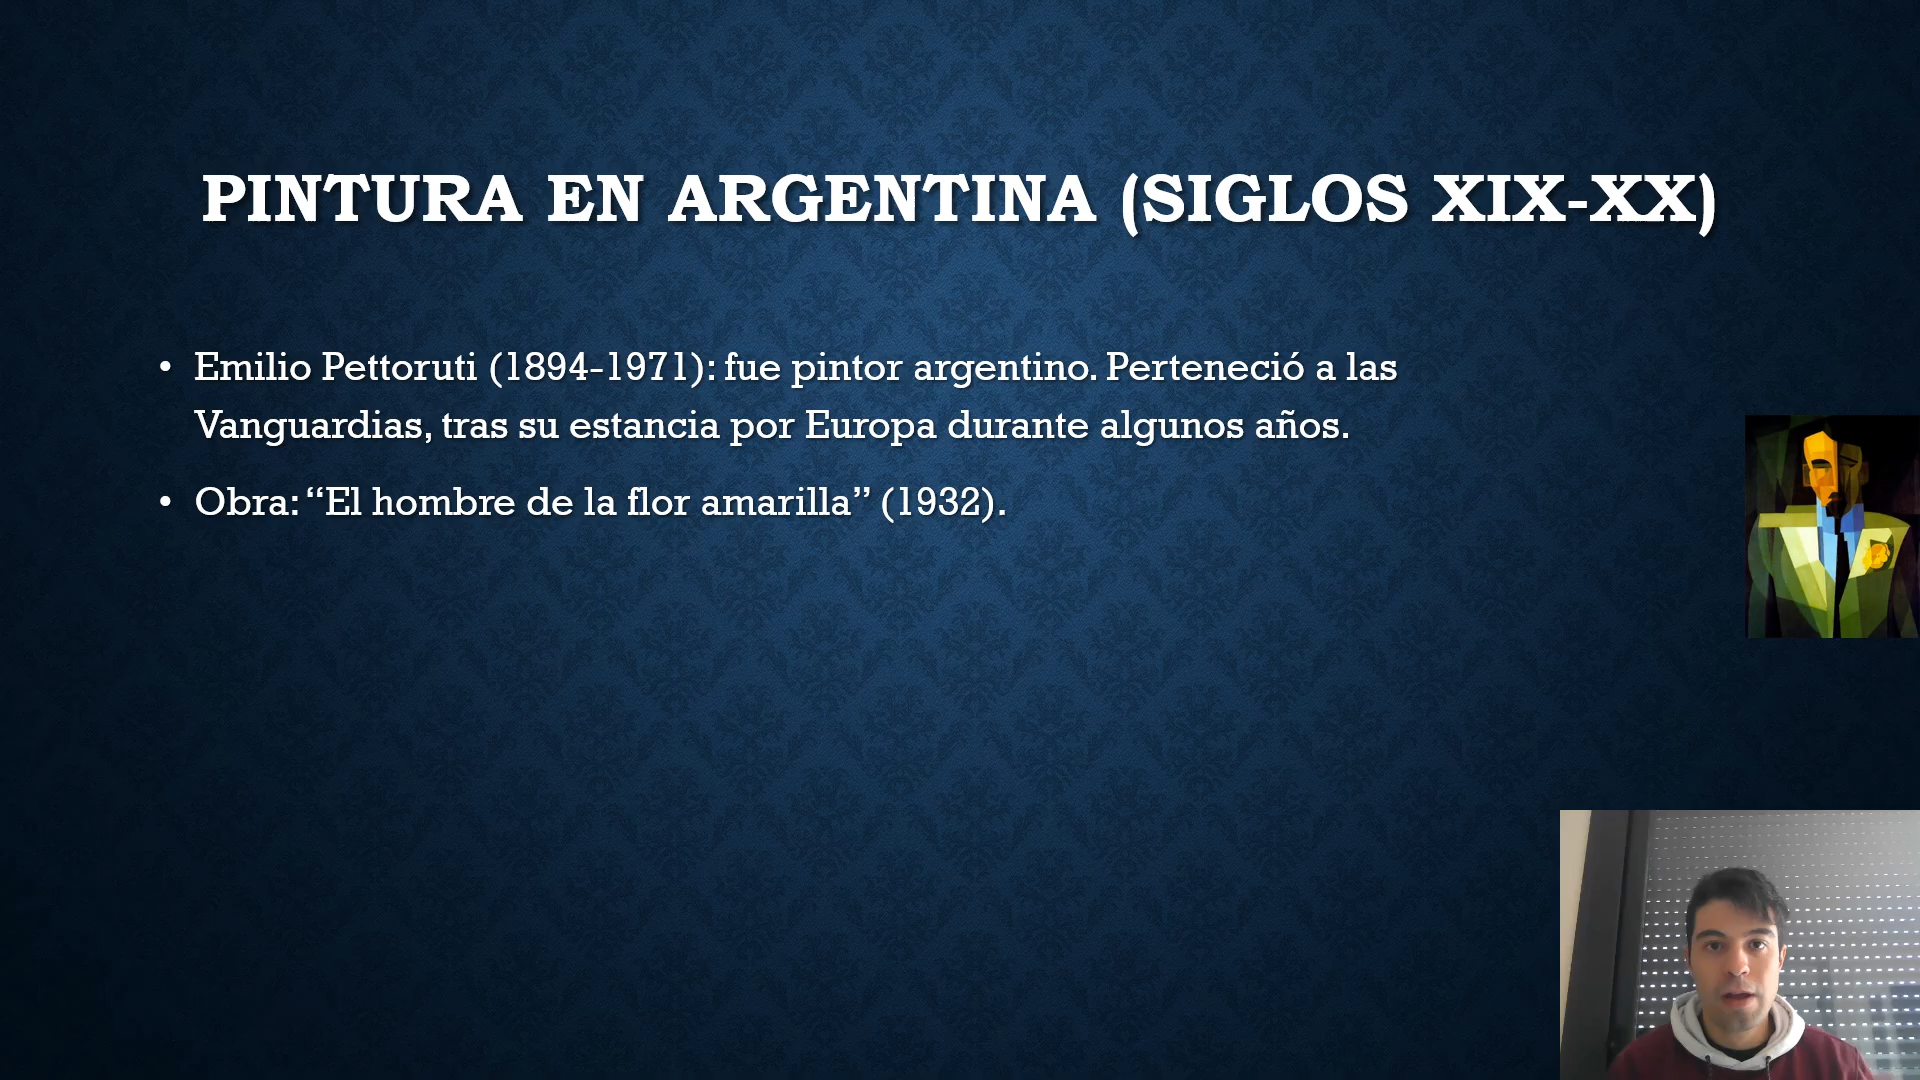 PINTURA EN ARGENTINA (SIGLOS XIX-XX)
• Emilio Pettoruti (1894-1971): fue pintor argentino. Perteneció a las
Vanguardias, tras su estancia por Europa durante algunos años.
• Obra: “El hombre de la flor amarilla” (1932).